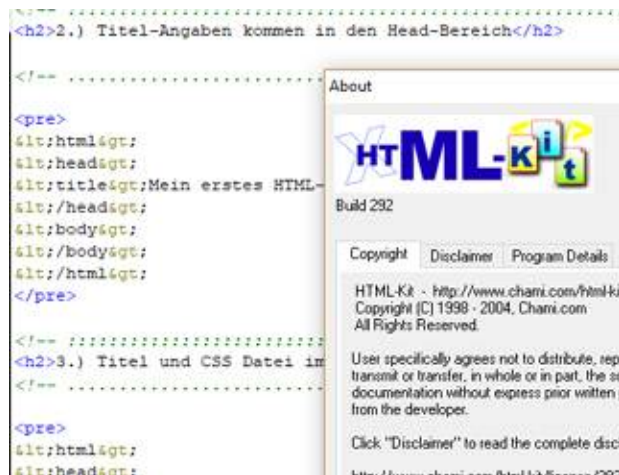 <h2>2.) Titel-Angaben kommen in den Head-Bereich</h2>
<!-- ........................
<pre>
&lt;html&gt;
&lt;head&gt;
&lt;title&gt;Mein erstes HTML-
&lt;/head&gt;
&lt;body&gt;
&lt;/body&gt;
&lt;/html&gt;
</pre>
<!-- ;;;;;;;;;;;;;;;;;;;;;;;;
<h2>3.) Titel und CSS Datei im
<!-- ........................
<pre>
&lt;html&gt;
&lt;head&gt;
About
HTML-Kit
Build 292
Copyright Disclaimer Program Details
HTML-Kit - http://www.chami.com/html-ki
Copyright (C) 1998 - 2004, Chami.com
All Rights Reserved.
User specifically agrees not to distribute, rep
transmit or transfer, in whole or in part, the so
documentation without express prior written
from the developer.
Click "Disclaimer" to read the complete disc